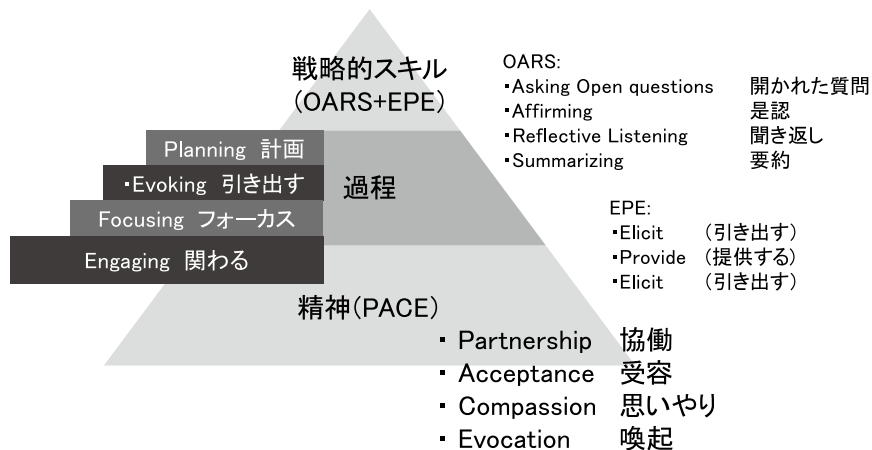 戦略的スキル
(OARS+EPE)
OARS:
・Asking Open questions 開かれた質問
・Affirming 是認
・Reflective Listening 聞き返し
・Summarizing 要約
Planning 計画
・Evoking 引き出す
Focusing フォーカス
Engaging 関わる
過程
EPE:
・Elicit (引き出す)
・Provide (提供する)
・Elicit (引き出す)
精神(PACE)
・ Partnership 協働
・ Acceptance 受容
・ Compassion 思いやり
・ Evocation 喚起